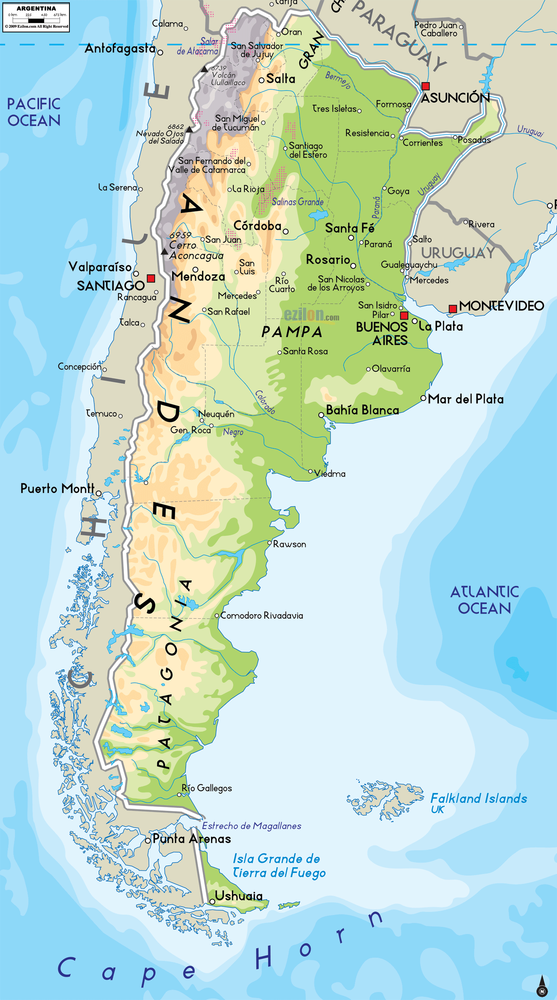 ARGENTINA
0 km 225 450 675 km
© 2009 Ezilon.com All Right Reserved
Tarija
PARAGUAY
Calama
Pedro Juan
Caballero
Oran
GRAN
CH
Salar
de Atacama
Antofagasta
San Salvador
de Jujuy
6739
Volcán
Llullaillaco
Salta
Bermejo
ASUNCIÓN
PACIFIC
OCEAN
Tres Isletas
Formosa
San Miguel
de Tucumán
6862
Nevado Ojos
del Salado
Resistencia
Corrientes
Posadas
Uruguai
Santiago
del Estero
San Fernando del
Valle de Catamarca
La Serena
La Rioja
Goya
Uruguay
Salinas Grande
Paraná
Córdoba
Santa Fé
Rivera
6959
Cerro
Aconcagua
San Juan
Paraná
Salto
URUGUAY
Valparaíso
SANTIAGO
Rancagua
Mendoza
San
Luis
Rosario
Gualeguaychu
Río
Cuarto
San Nicolas
de los Arroyos
Mercedes
Mercedes
San Rafael
San Isidro
Pilar
MONTEVIDEO
Talca
ezilon.com
PAMPA
BUENOS
AIRES
La Plata
Santa Rosa
Concepción
Olavarría
Colorado
Mar del Plata
Temuco
Neuquén
Bahía Blanca
Gen. Roca
Negro
Viedma
Puerto Montt
ANDES
CHILE
Rawson
PATAGONIA
ATLANTIC
OCEAN
Comodoro Rivadavia
Río Gallegos
Falkland Islands
UK
Estrecho de Magallanes
Punta Arenas
Isla Grande de
Tierra del Fuego
Ushuaia
Cape Horn
N